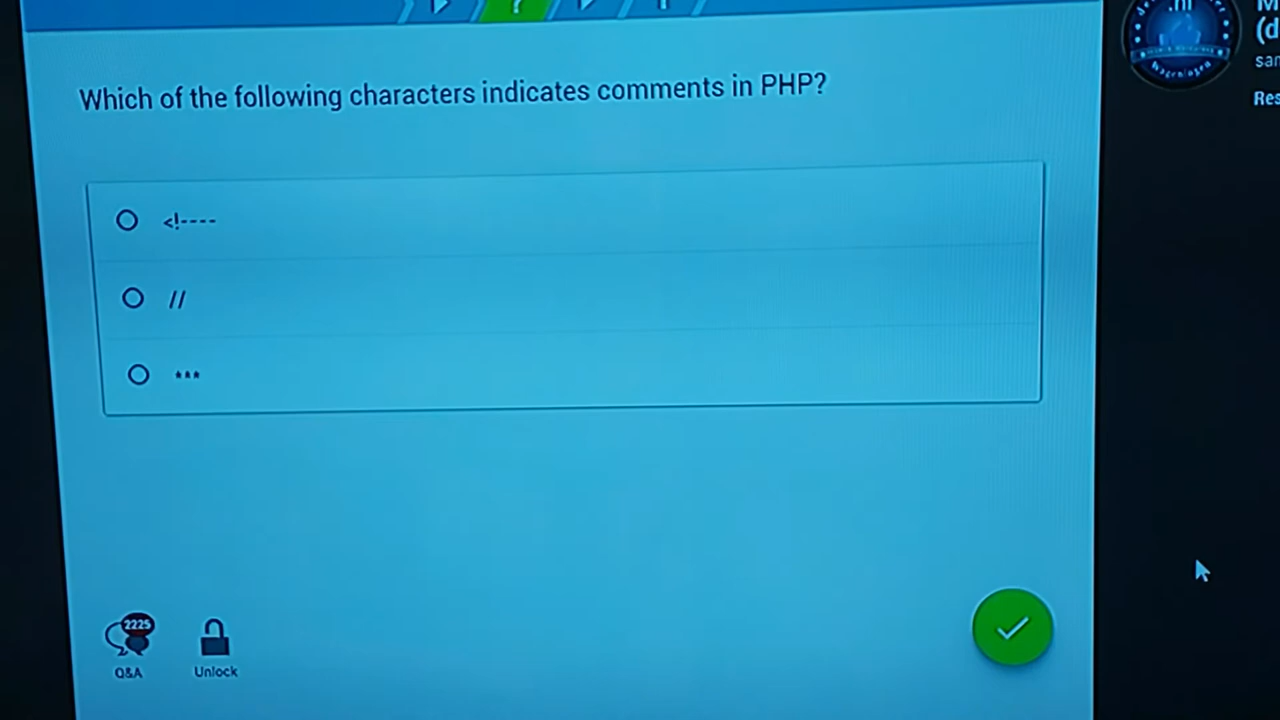 Which of the following characters indicates comments in PHP?
<!----
//
***
2225
Q&A
Unlock